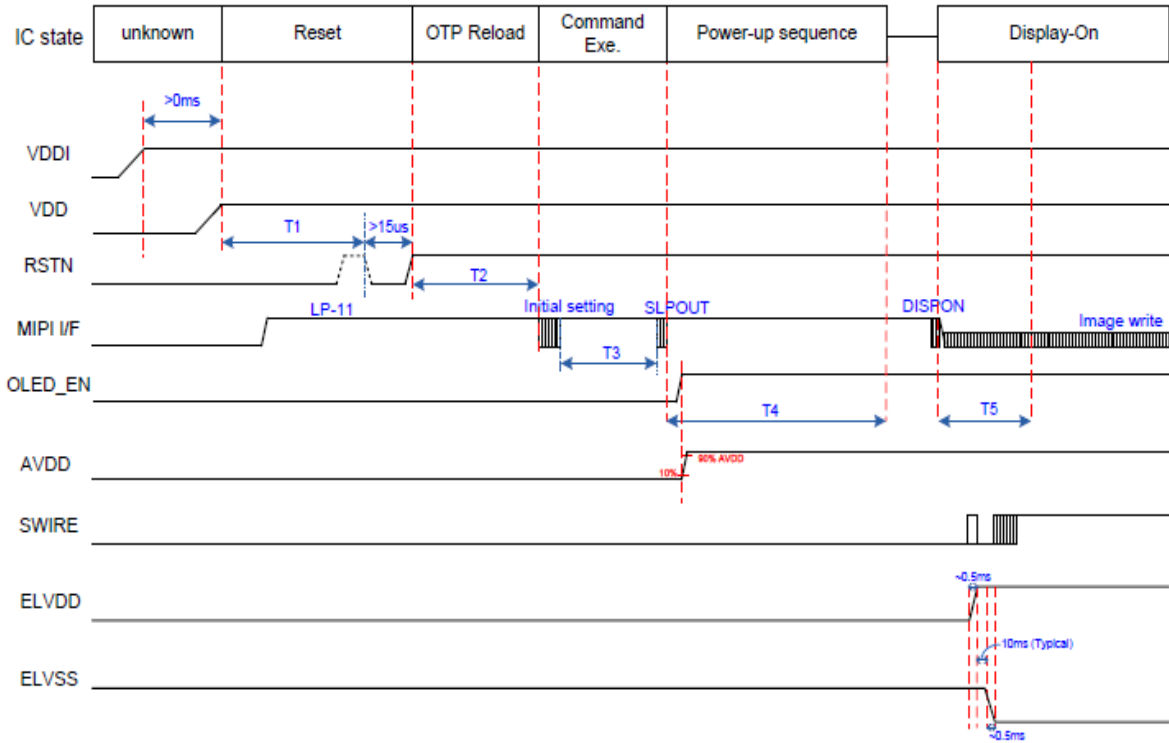 IC state
unknown
Reset
OTP Reload
Command
Exe.
Power-up sequence
Display-On
>0ms
VDDI
VDD
T1
>15us
RSTN
T2
LP-11
Initial setting
SLPOUT
DISPON
MIPI I/F
Image write
T3
OLED_EN
T4
T5
AVDD
90% AVDD
10%
SWIRE
~0.5ms
ELVDD
10ms (Typical)
ELVSS
~0.5ms